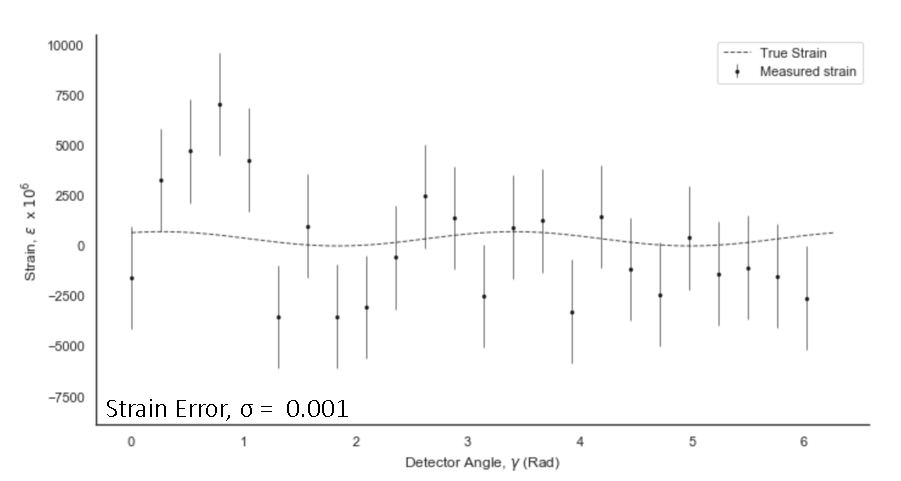 10000
7500
5000
2500
0
−2500
−5000
−7500
Strain, ε x 10⁶
True Strain
Measured strain
Strain Error, σ = 0.001
0 1 2 3 4 5 6
Detector Angle, γ (Rad)